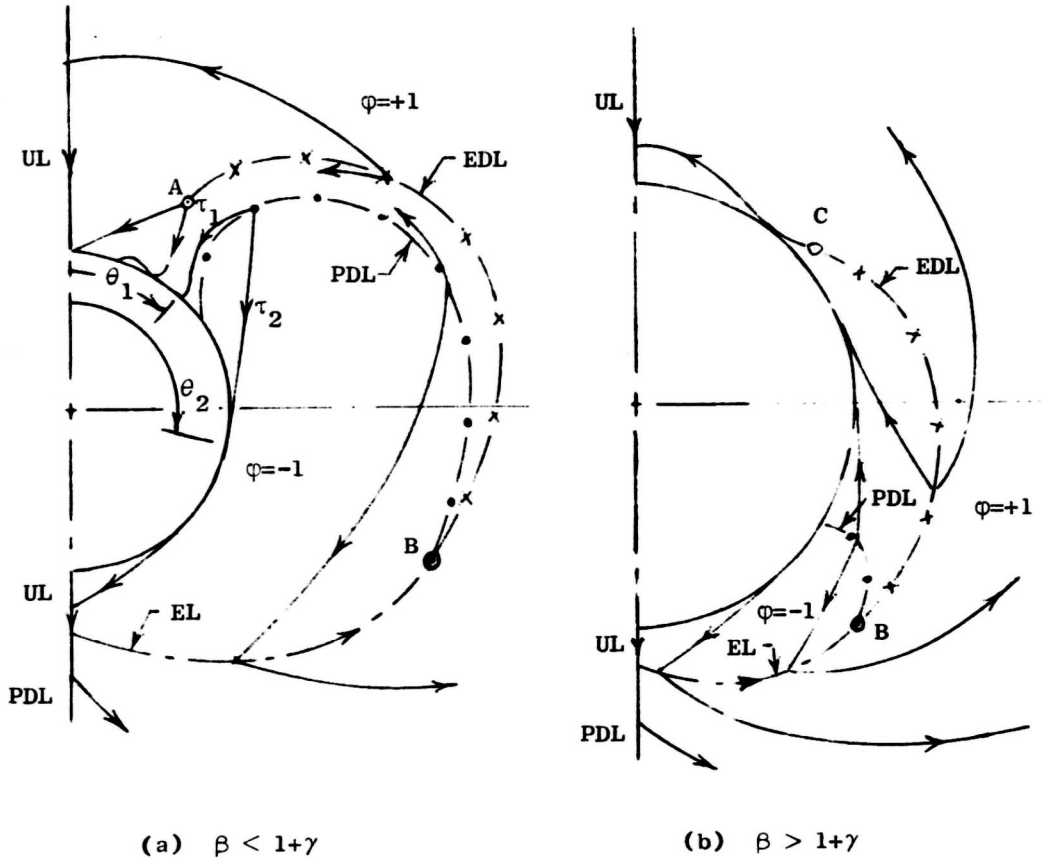 φ=+1
UL
EDL
A
τ₁
PDL
θ₁
τ₂
θ₂
φ=-1
B
UL
EL
PDL
(a) β < 1+γ
UL
C
EDL
PDL
φ=+1
φ=-1
B
UL
EL
PDL
(b) β > 1+γ